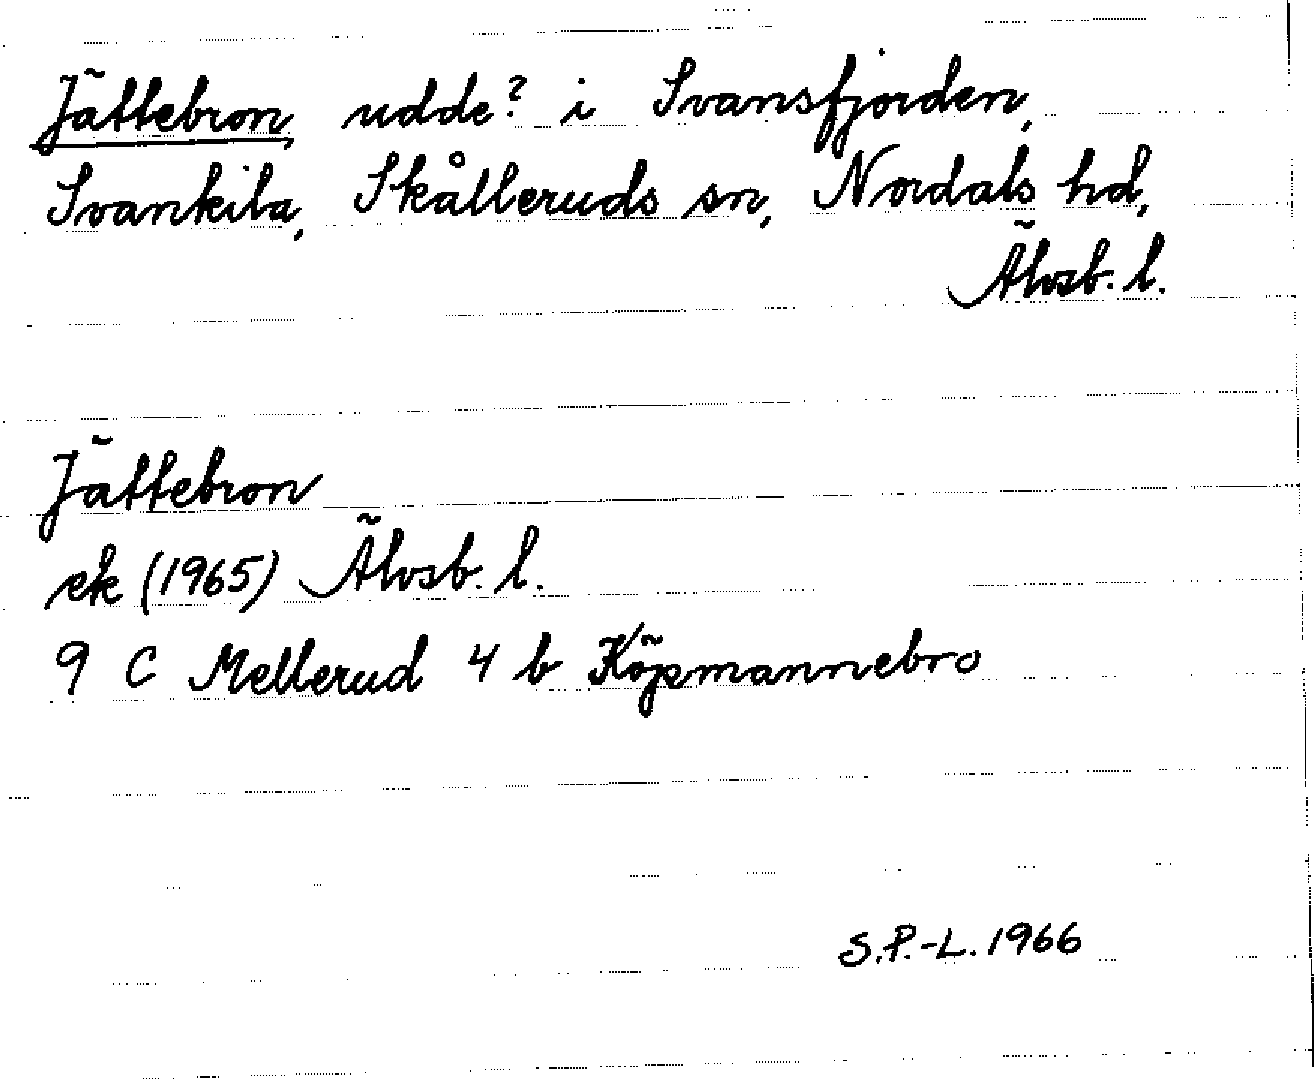 Jättebron, udde? i Svansfjorden,
Svankila, Skålleruds sn, Nordals hd,
Älvsb. l.
Jättebron
ek (1965) Älvsb. l.
9 C Mellerud 4 b Köpmannebro
S.P.-L. 1966